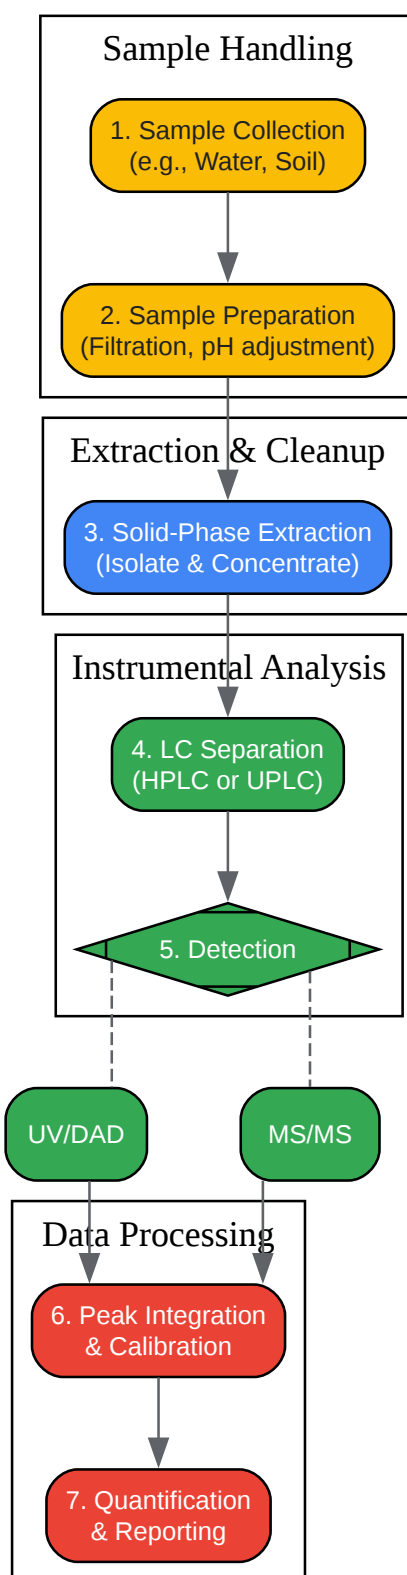 Sample Handling
1. Sample Collection
(e.g., Water, Soil)
2. Sample Preparation
(Filtration, pH adjustment)
Extraction & Cleanup
3. Solid-Phase Extraction
(Isolate & Concentrate)
Instrumental Analysis
4. LC Separation
(HPLC or UPLC)
5. Detection
UV/DAD
MS/MS
Data Processing
6. Peak Integration
& Calibration
7. Quantification
& Reporting